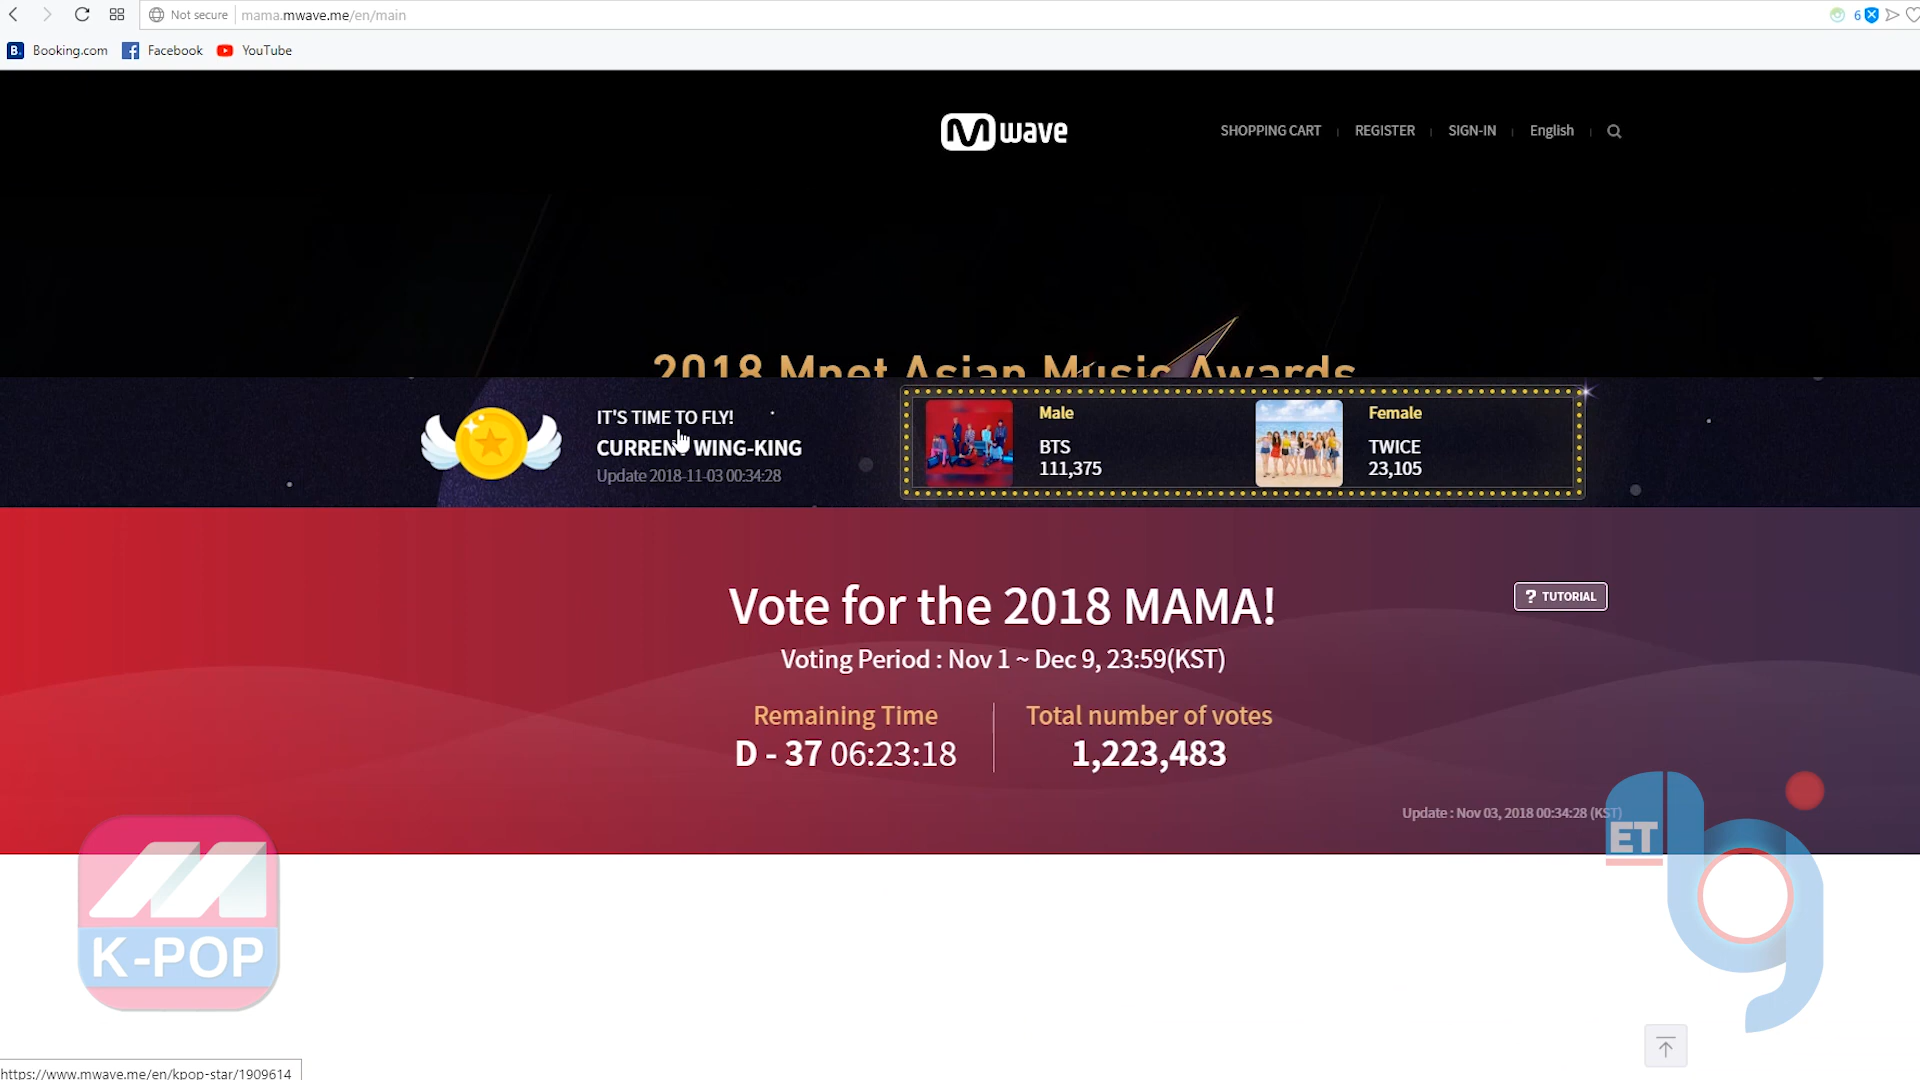 Not secure
mama.mwave.me/en/main
6
B. Booking.com
Facebook
YouTube
M wave
SHOPPING CART
REGISTER
SIGN-IN
English
2018 Mnet Asian Music Awards
IT'S TIME TO FLY!
CURRENT WING-KING
Update 2018-11-03 00:34:28
Male
BTS
111,375
Female
TWICE
23,105
Vote for the 2018 MAMA!
? TUTORIAL
Voting Period : Nov 1 ~ Dec 9, 23:59(KST)
Remaining Time
D - 37 06:23:18
Total number of votes
1,223,483
Update : Nov 03, 2018 00:34:28 (KST)
K-POP
ET
bg
https://www.mwave.me/en/kpop-star/1909614